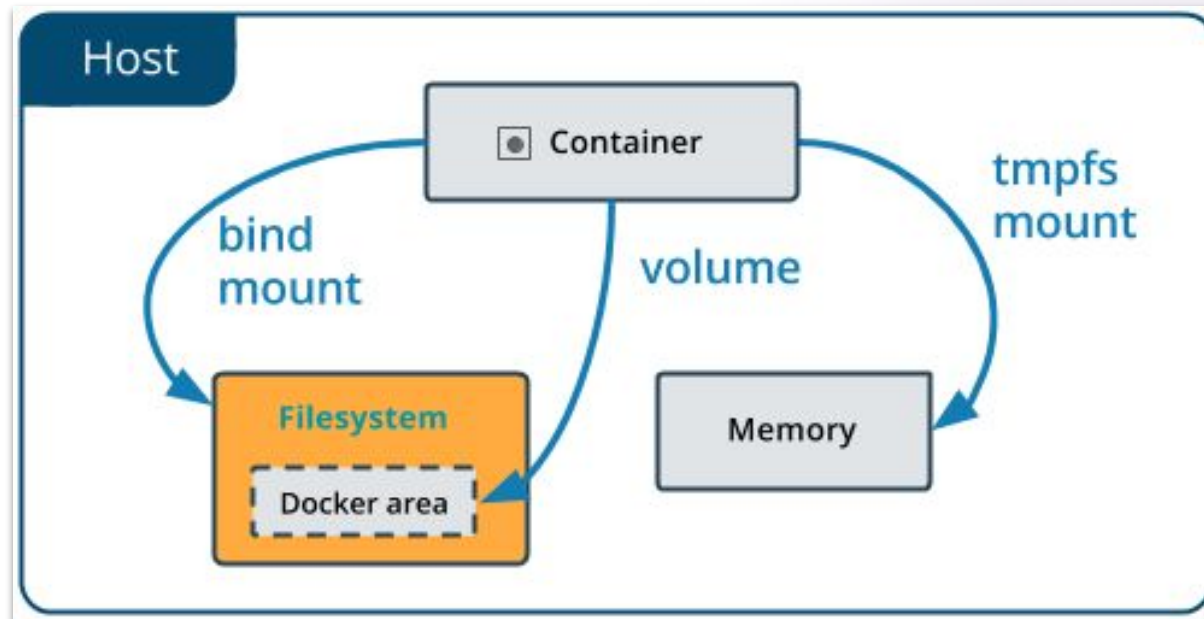 Host
Container
bind
mount
volume
tmpfs
mount
Filesystem
Docker area
Memory